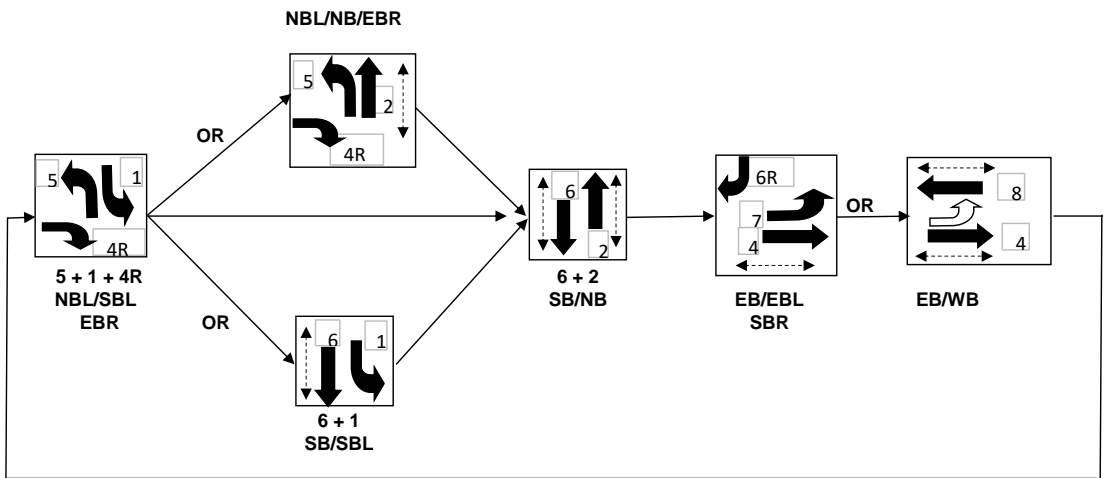 NBL/NB/EBR
5
2
4R
OR
5
1
4R
5 + 1 + 4R
NBL/SBL
EBR
OR
6
1
6 + 1
SB/SBL
6
2
6 + 2
SB/NB
6R
7
4
EB/EBL
SBR
OR
8
4
EB/WB